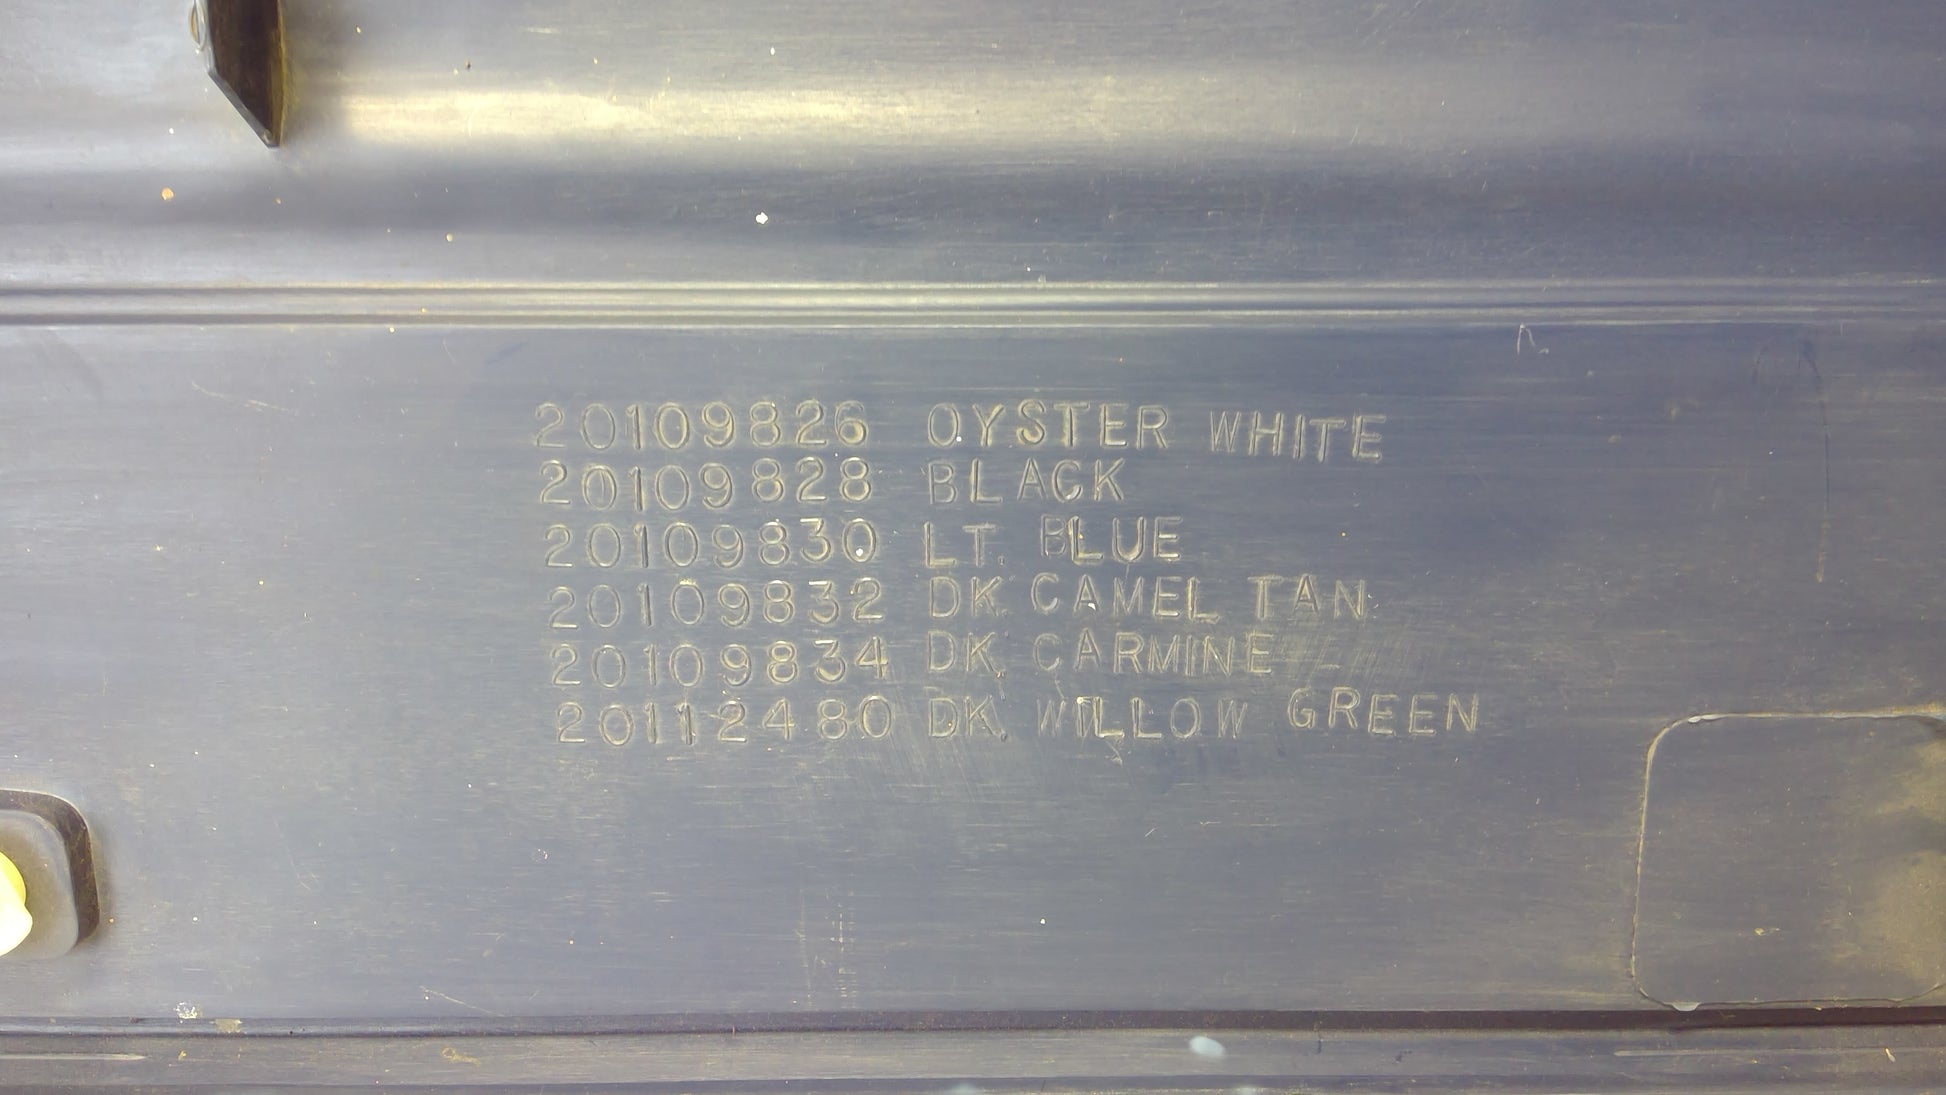 20109826 OYSTER WHITE
20109828 BLACK
20109830 LT. BLUE
20109832 DK. CAMEL TAN
20109834 DK. CARMINE
20112480 DK. WILLOW GREEN